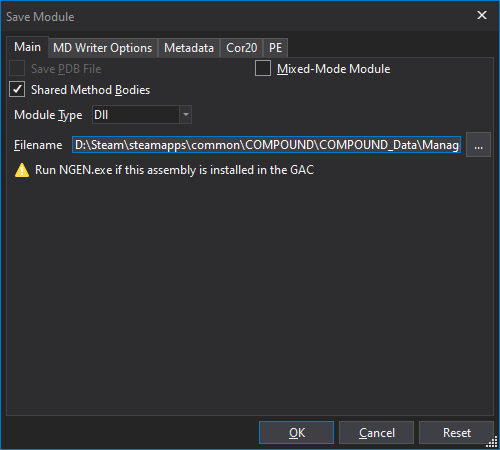 Save Module
Main MD Writer Options Metadata Cor20 PE
Save PDB File Mixed-Mode Module
Shared Method Bodies
Module Type Dll
Filename D:\Steam\steamapps\common\COMPOUND\COMPOUND_Data\Manag ...
Run NGEN.exe if this assembly is installed in the GAC
OK Cancel Reset